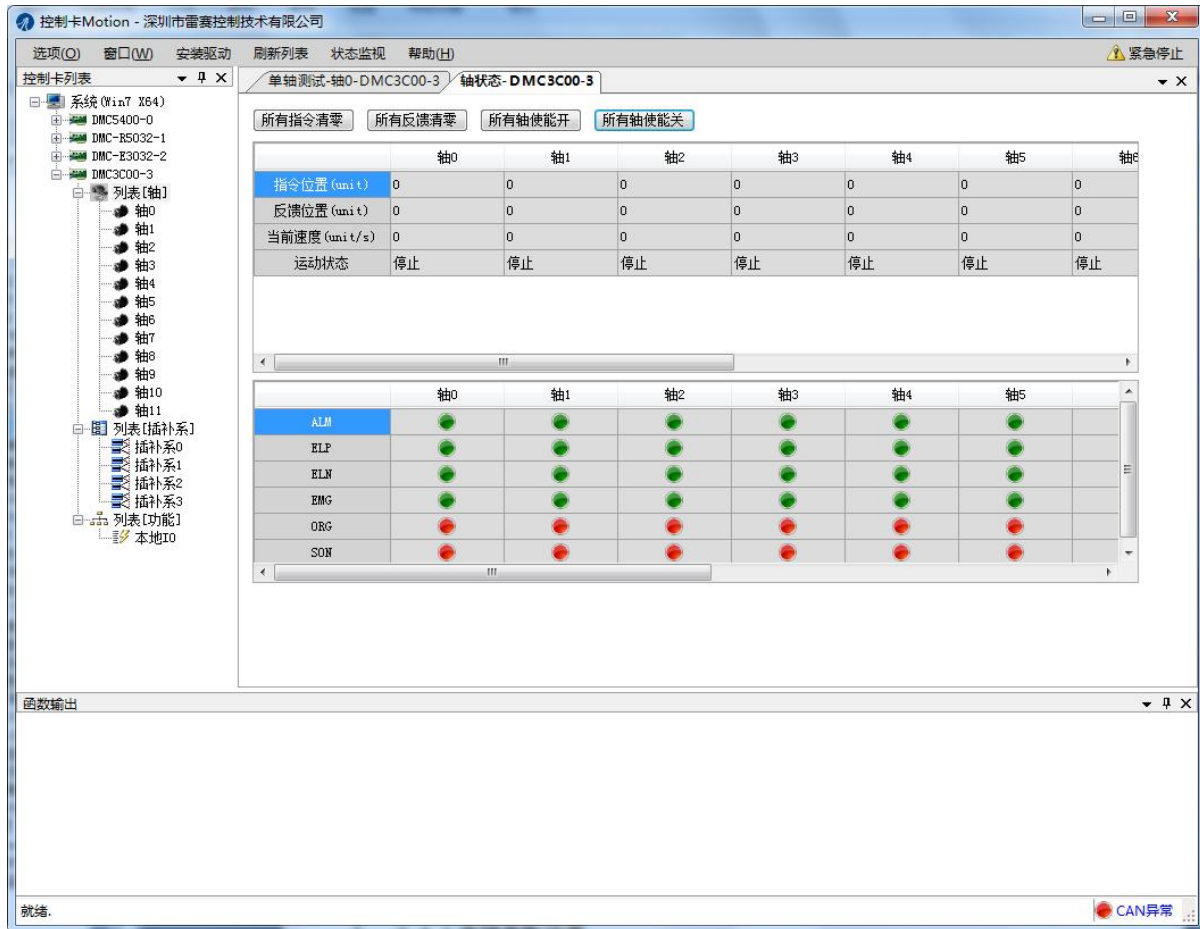 控制卡Motion - 深圳市雷赛控制技术有限公司
选项(O) 窗口(W) 安装驱动 刷新列表 状态监视 帮助(H) 紧急停止
控制卡列表
单轴测试-轴0-DMC3C00-3 轴状态-DMC3C00-3
系统(Win7 X64)
DMC5400-0
DMC-R5032-1
DMC-E3032-2
DMC3C00-3
列表[轴]
轴0
轴1
轴2
轴3
轴4
轴5
轴6
轴7
轴8
轴9
轴10
轴11
列表[插补系]
插补系0
插补系1
插补系2
插补系3
列表[功能]
本地IO
所有指令清零 所有反馈清零 所有轴使能开 所有轴使能关
轴0 轴1 轴2 轴3 轴4 轴5 轴6
指令位置(unit) 0 0 0 0 0 0 0
反馈位置(unit) 0 0 0 0 0 0 0
当前速度(unit/s) 0 0 0 0 0 0 0
运动状态 停止 停止 停止 停止 停止 停止 停止
轴0 轴1 轴2 轴3 轴4 轴5
ALM
ELP
ELN
EMG
ORG
SON
函数输出
就绪. CAN异常